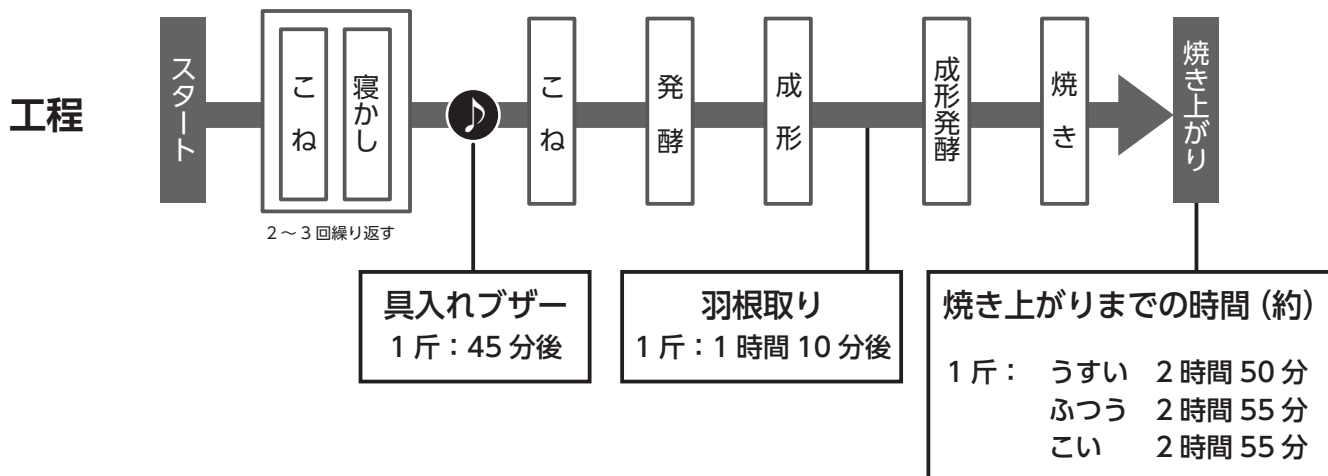 工程
スタート
こね
寝かし
2～3回繰り返す
♪
こね
発酵
成形
成形発酵
焼き
焼き上がり
具入れブザー
1斤：45分後
羽根取り
1斤：1時間10分後
焼き上がりまでの時間（約）
1斤： うすい 2時間50分
ふつう 2時間55分
こい 2時間55分